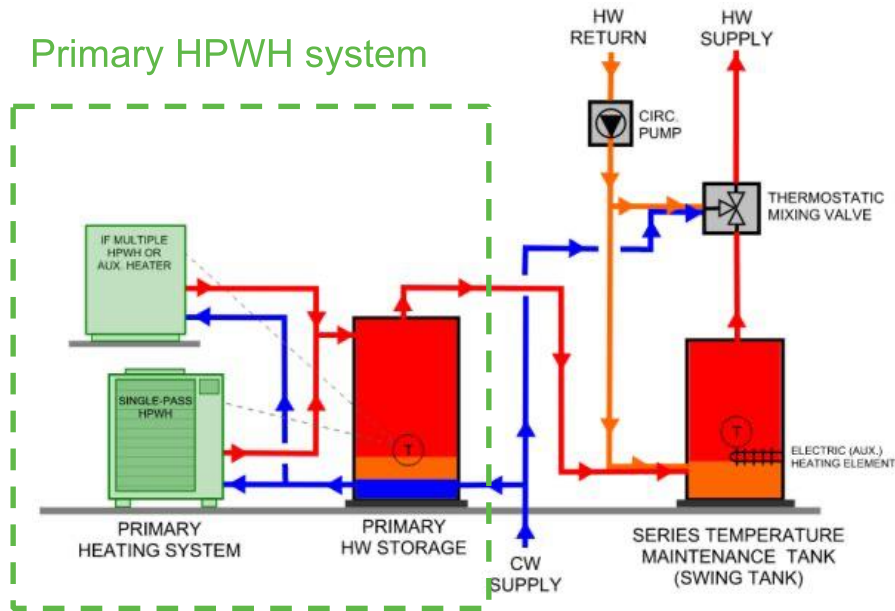 Primary HPWH system
HW
RETURN
HW
SUPPLY
CIRC.
PUMP
THERMOSTATIC
MIXING VALVE
IF MULTIPLE
HPWH OR
AUX. HEATER
SINGLE-PASS
HPWH
T
T
ELECTRIC (AUX.)
HEATING ELEMENT
PRIMARY
HEATING SYSTEM
PRIMARY
HW STORAGE
CW
SUPPLY
SERIES TEMPERATURE
MAINTENANCE TANK
(SWING TANK)